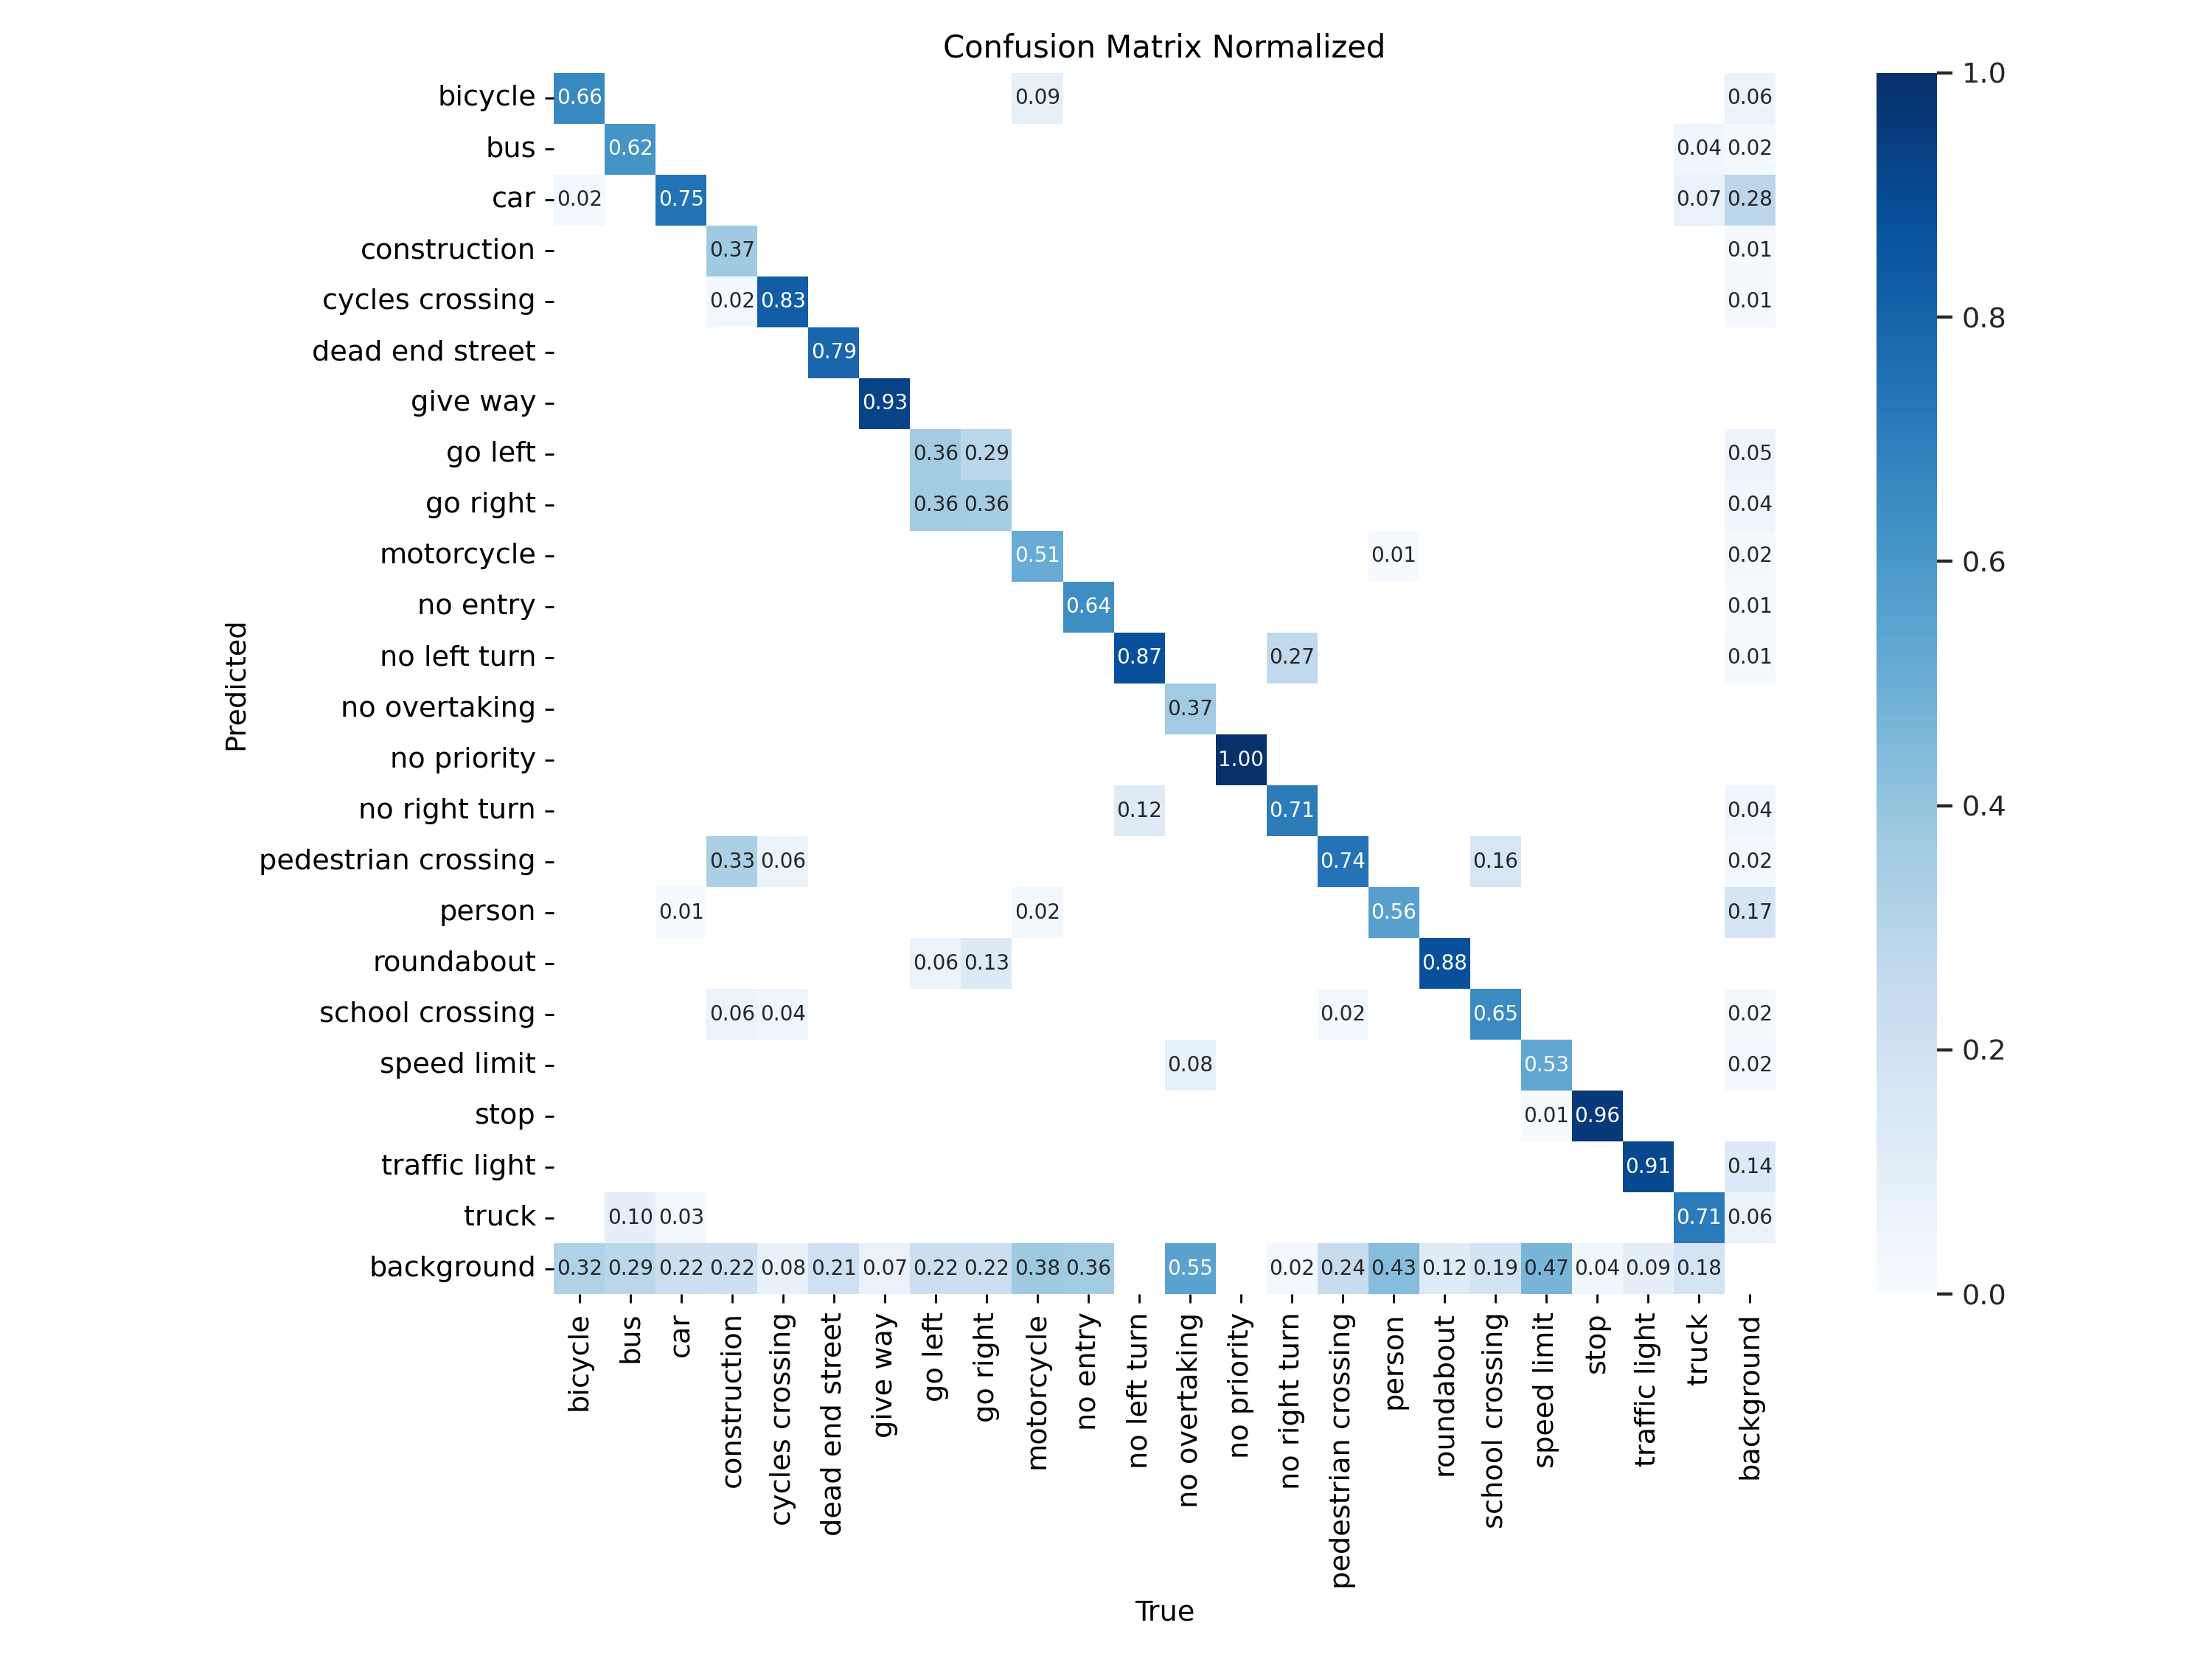 Confusion Matrix Normalized
bicycle 0.66 0.09 0.06 1.0
bus 0.62 0.04 0.02
car 0.02 0.75 0.07 0.28
construction 0.37 0.01
cycles crossing 0.02 0.83 0.01 0.8
dead end street 0.79
give way 0.93
go left 0.36 0.29 0.05
go right 0.36 0.36 0.04
motorcycle 0.51 0.01 0.02 0.6
no entry 0.64 0.01
no left turn 0.87 0.27 0.01
Predicted
no overtaking 0.37
no priority 1.00
no right turn 0.12 0.71 0.04 0.4
pedestrian crossing 0.33 0.06 0.74 0.16 0.02
person 0.01 0.02 0.56 0.17
roundabout 0.06 0.13 0.88
school crossing 0.06 0.04 0.02 0.65 0.02
speed limit 0.08 0.53 0.02 0.2
stop 0.01 0.96
traffic light 0.91 0.14
truck 0.10 0.03 0.71 0.06
background 0.32 0.29 0.22 0.22 0.08 0.21 0.07 0.22 0.22 0.38 0.36 0.55 0.02 0.24 0.43 0.12 0.19 0.47 0.04 0.09 0.18 0.0
bicycle bus car construction cycles crossing dead end street give way go left go right motorcycle no entry no left turn no overtaking no priority no right turn pedestrian crossing person roundabout school crossing speed limit stop traffic light truck background
True